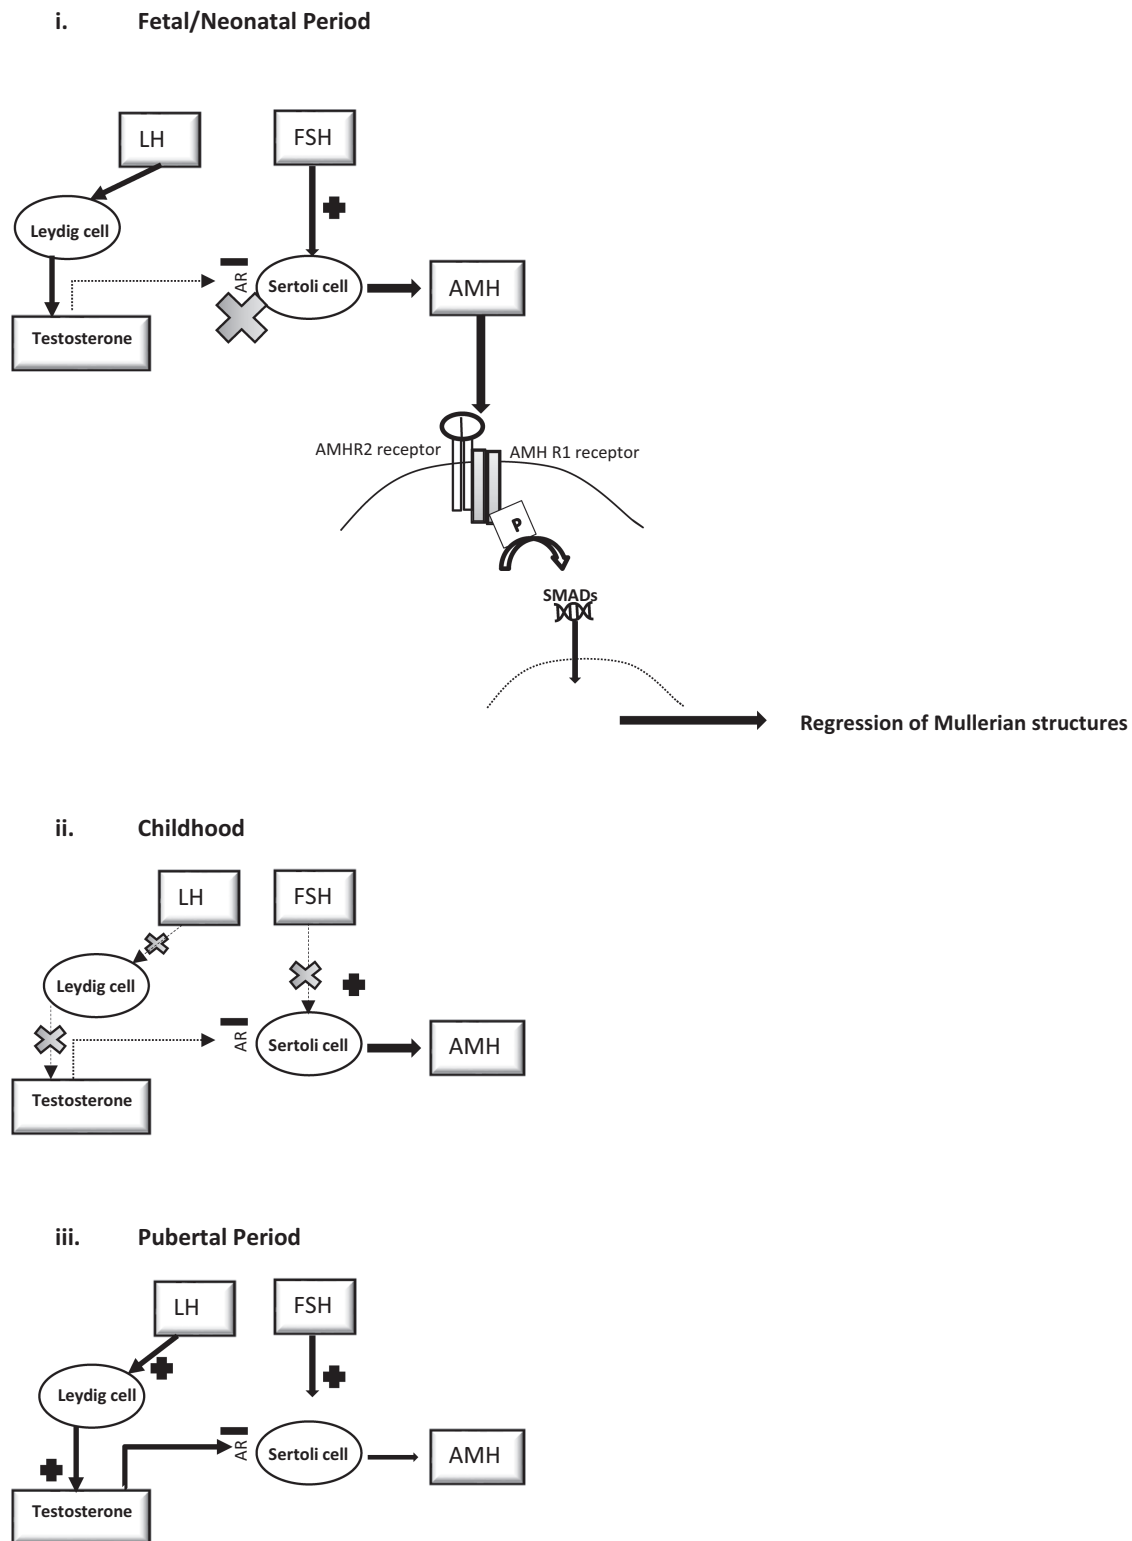 i. Fetal/Neonatal Period
LH
FSH
Leydig cell
AR
Sertoli cell
AMH
Testosterone
AMHR2 receptor
AMH R1 receptor
P
SMADs
Regression of Mullerian structures
ii. Childhood
LH
FSH
Leydig cell
AR
Sertoli cell
AMH
Testosterone
iii. Pubertal Period
LH
FSH
Leydig cell
AR
Sertoli cell
AMH
Testosterone